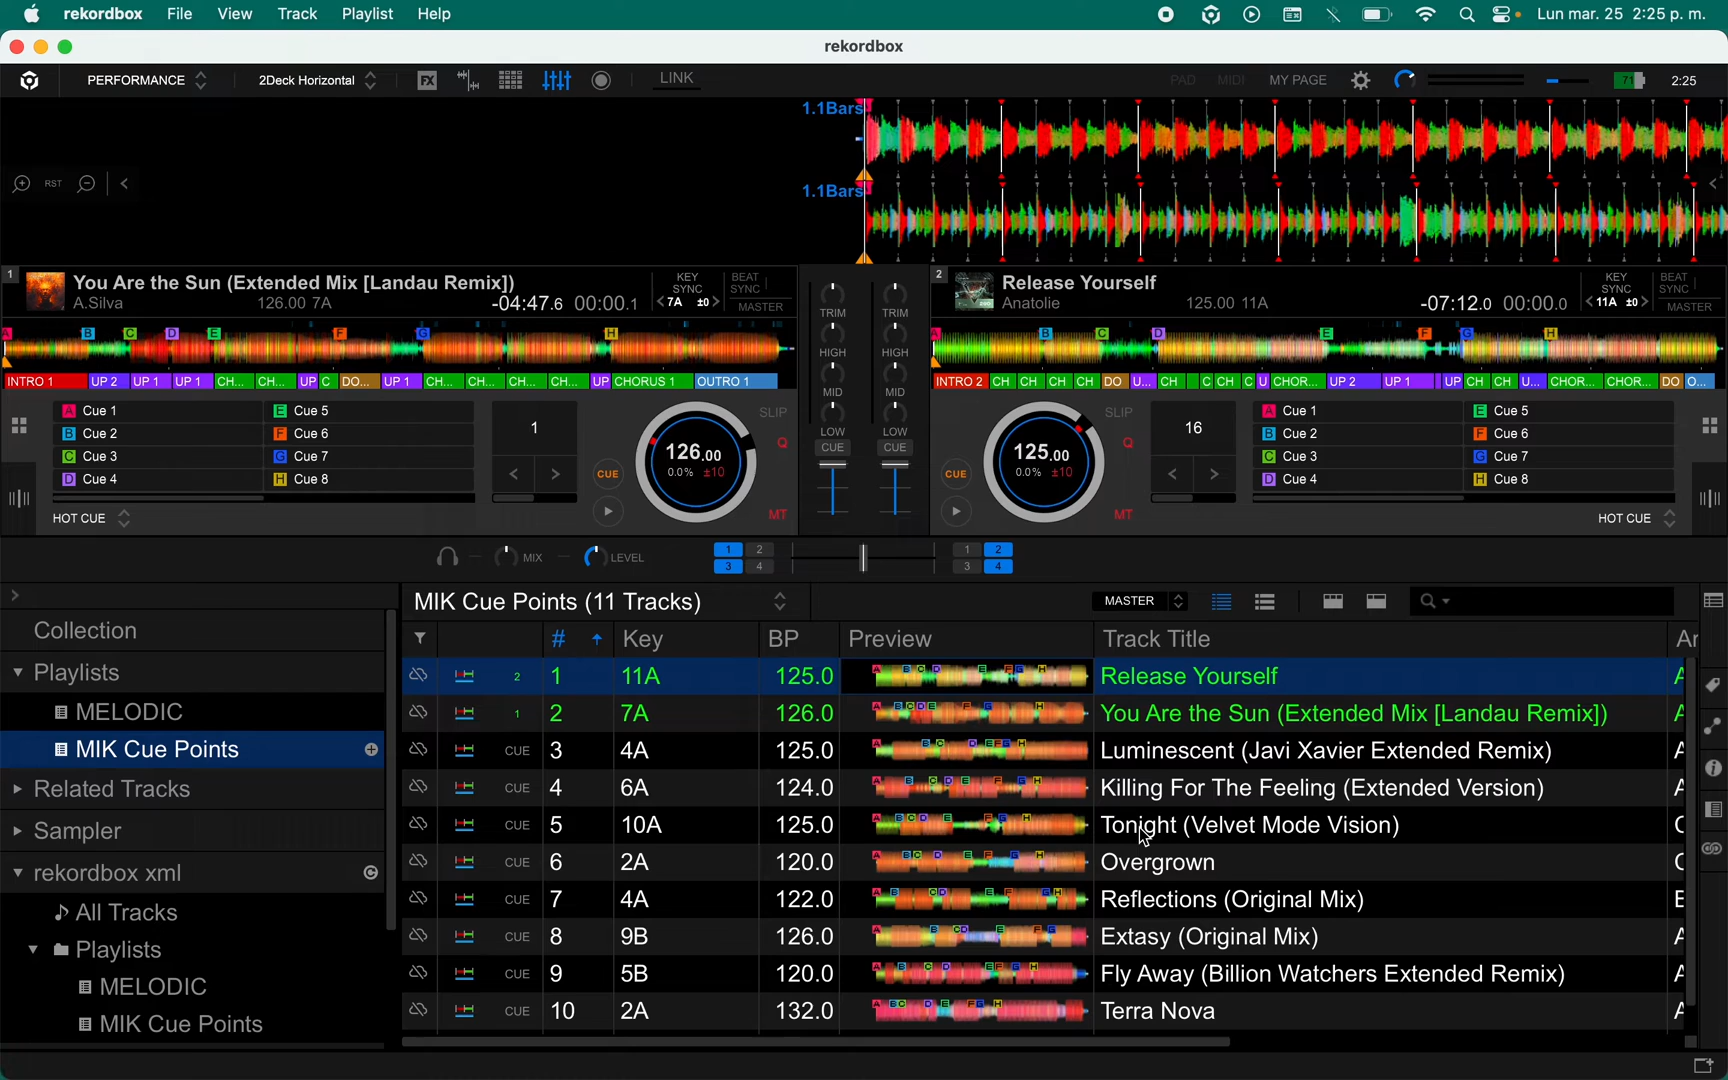 rekordbox File View Track Playlist Help Lun mar. 25 2:25 p. m.
rekordbox
PERFORMANCE 2Deck Horizontal FX LINK PAD MIDI MY PAGE 71 2:25
1.1Bars
RST
1.1Bars
1 You Are the Sun (Extended Mix [Landau Remix])
A.Silva 126.00 7A -04:47.6 00:00.1
KEY SYNC 7A ±0
BEAT SYNC MASTER
2 Release Yourself
Anatolie 125.00 11A -07:12.0 00:00.0
KEY SYNC 11A ±0
BEAT SYNC MASTER
A B C D E F G H
A B C D E F G H
INTRO 1 UP 2 UP 1 UP 1 CH... CH... UP C DO... UP 1 CH... CH... CH... CH... UP CHORUS 1 OUTRO 1
INTRO 2 CH CH CH CH DO U... CH C CH C U CHOR... UP 2 UP 1 UP CH CH U... CHOR... CHOR... DO O...
A Cue 1 E Cue 5
B Cue 2 F Cue 6
C Cue 3 G Cue 7
D Cue 4 H Cue 8
HOT CUE
1
CUE
126.00
0.0% ±10
SLIP
Q
MT
TRIM TRIM
HIGH HIGH
MID MID
LOW LOW
CUE CUE
CUE
125.00
0.0% ±10
SLIP
Q
MT
16
A Cue 1 E Cue 5
B Cue 2 F Cue 6
C Cue 3 G Cue 7
D Cue 4 H Cue 8
HOT CUE
MIX LEVEL 1 2 3 4 1 2 3 4
Collection
Playlists
MELODIC
MIK Cue Points
Related Tracks
Sampler
rekordbox xml
All Tracks
Playlists
MELODIC
MIK Cue Points
MIK Cue Points (11 Tracks) MASTER
# Key BP Preview Track Title Ar
2 1 11A 125.0 Release Yourself A
1 2 7A 126.0 You Are the Sun (Extended Mix [Landau Remix]) A
CUE 3 4A 125.0 Luminescent (Javi Xavier Extended Remix) A
CUE 4 6A 124.0 Killing For The Feeling (Extended Version) A
CUE 5 10A 125.0 Tonight (Velvet Mode Vision)
CUE 6 2A 120.0 Overgrown
CUE 7 4A 122.0 Reflections (Original Mix)
CUE 8 9B 126.0 Extasy (Original Mix) A
CUE 9 5B 120.0 Fly Away (Billion Watchers Extended Remix) A
CUE 10 2A 132.0 Terra Nova A